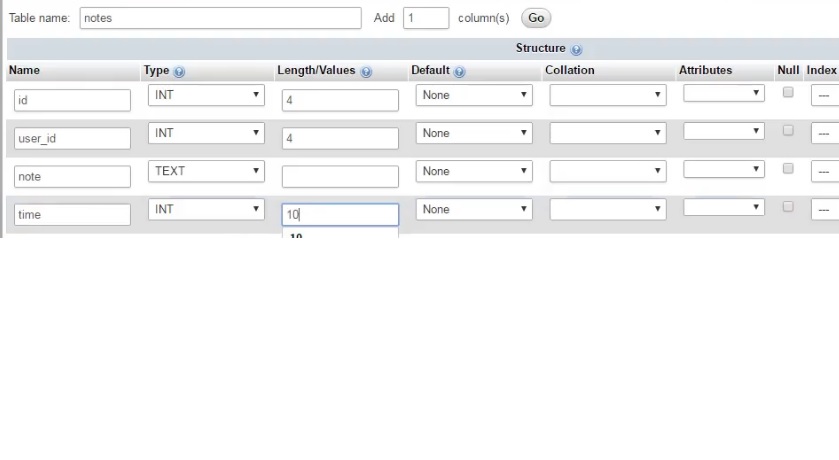 Table name: notes Add 1 column(s) Go
Structure
Name Type Length/Values Default Collation Attributes Null Index
id INT 4 None ---
user_id INT 4 None ---
note TEXT None ---
time INT 10 None ---
10